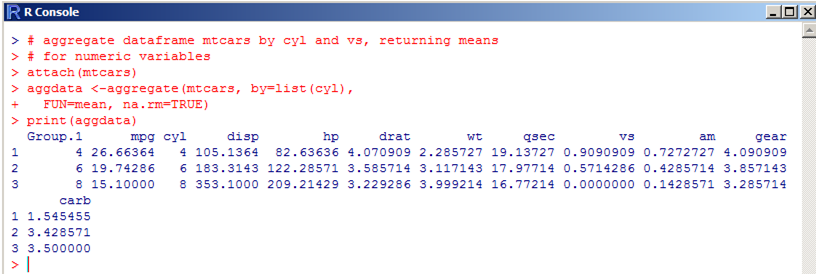 R Console
> # aggregate dataframe mtcars by cyl and vs, returning means
> # for numeric variables
> attach(mtcars)
> aggdata <-aggregate(mtcars, by=list(cyl),
+   FUN=mean, na.rm=TRUE)
> print(aggdata)
  Group.1      mpg cyl     disp        hp     drat       wt     qsec        vs        am     gear
1       4 26.66364   4 105.1364  82.63636 4.070909 2.285727 19.13727 0.9090909 0.7272727 4.090909
2       6 19.74286   6 183.3143 122.28571 3.585714 3.117143 17.97714 0.5714286 0.4285714 3.857143
3       8 15.10000   8 353.1000 209.21429 3.229286 3.999214 16.77214 0.0000000 0.1428571 3.285714
      carb
1 1.545455
2 3.428571
3 3.500000
>